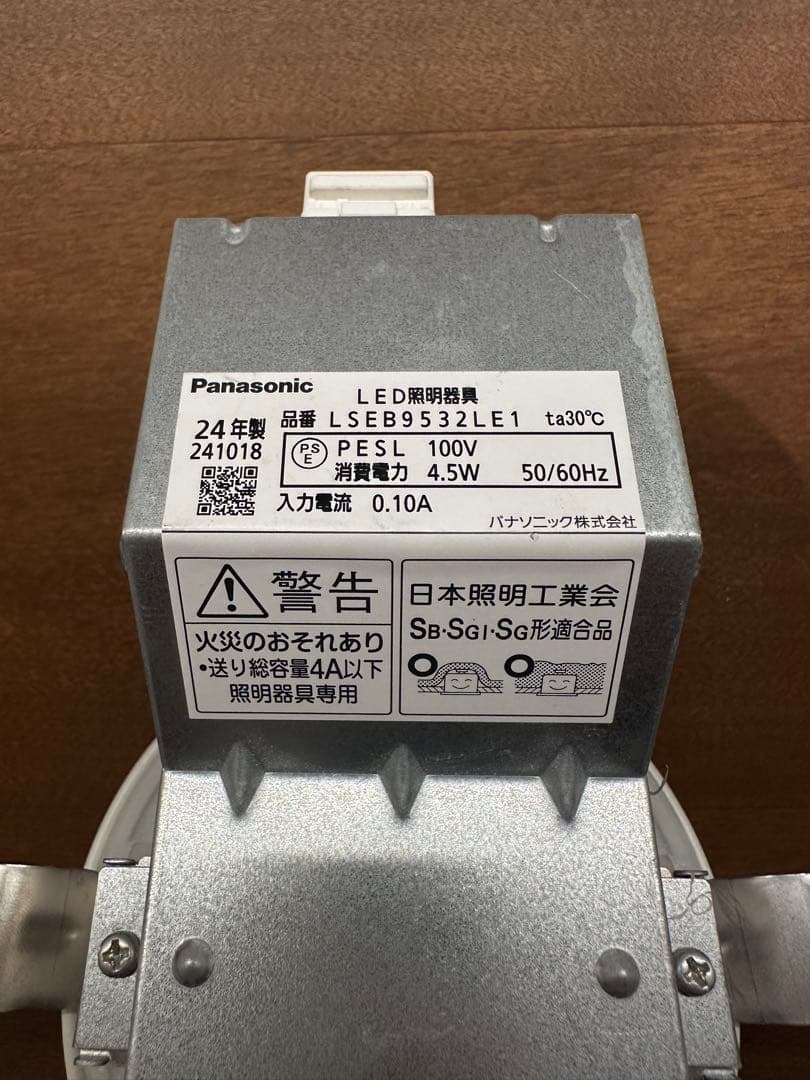 Panasonic
LED照明器具
24年製
品番 LSEB9532LE1 ta30℃
241018
PSE PESL 100V
消費電力 4.5W 50/60Hz
入力電流 0.10A
パナソニック株式会社
警告
火災のおそれあり
・送り総容量4A以下
照明器具専用
日本照明工業会
SB・SGI・SG形適合品